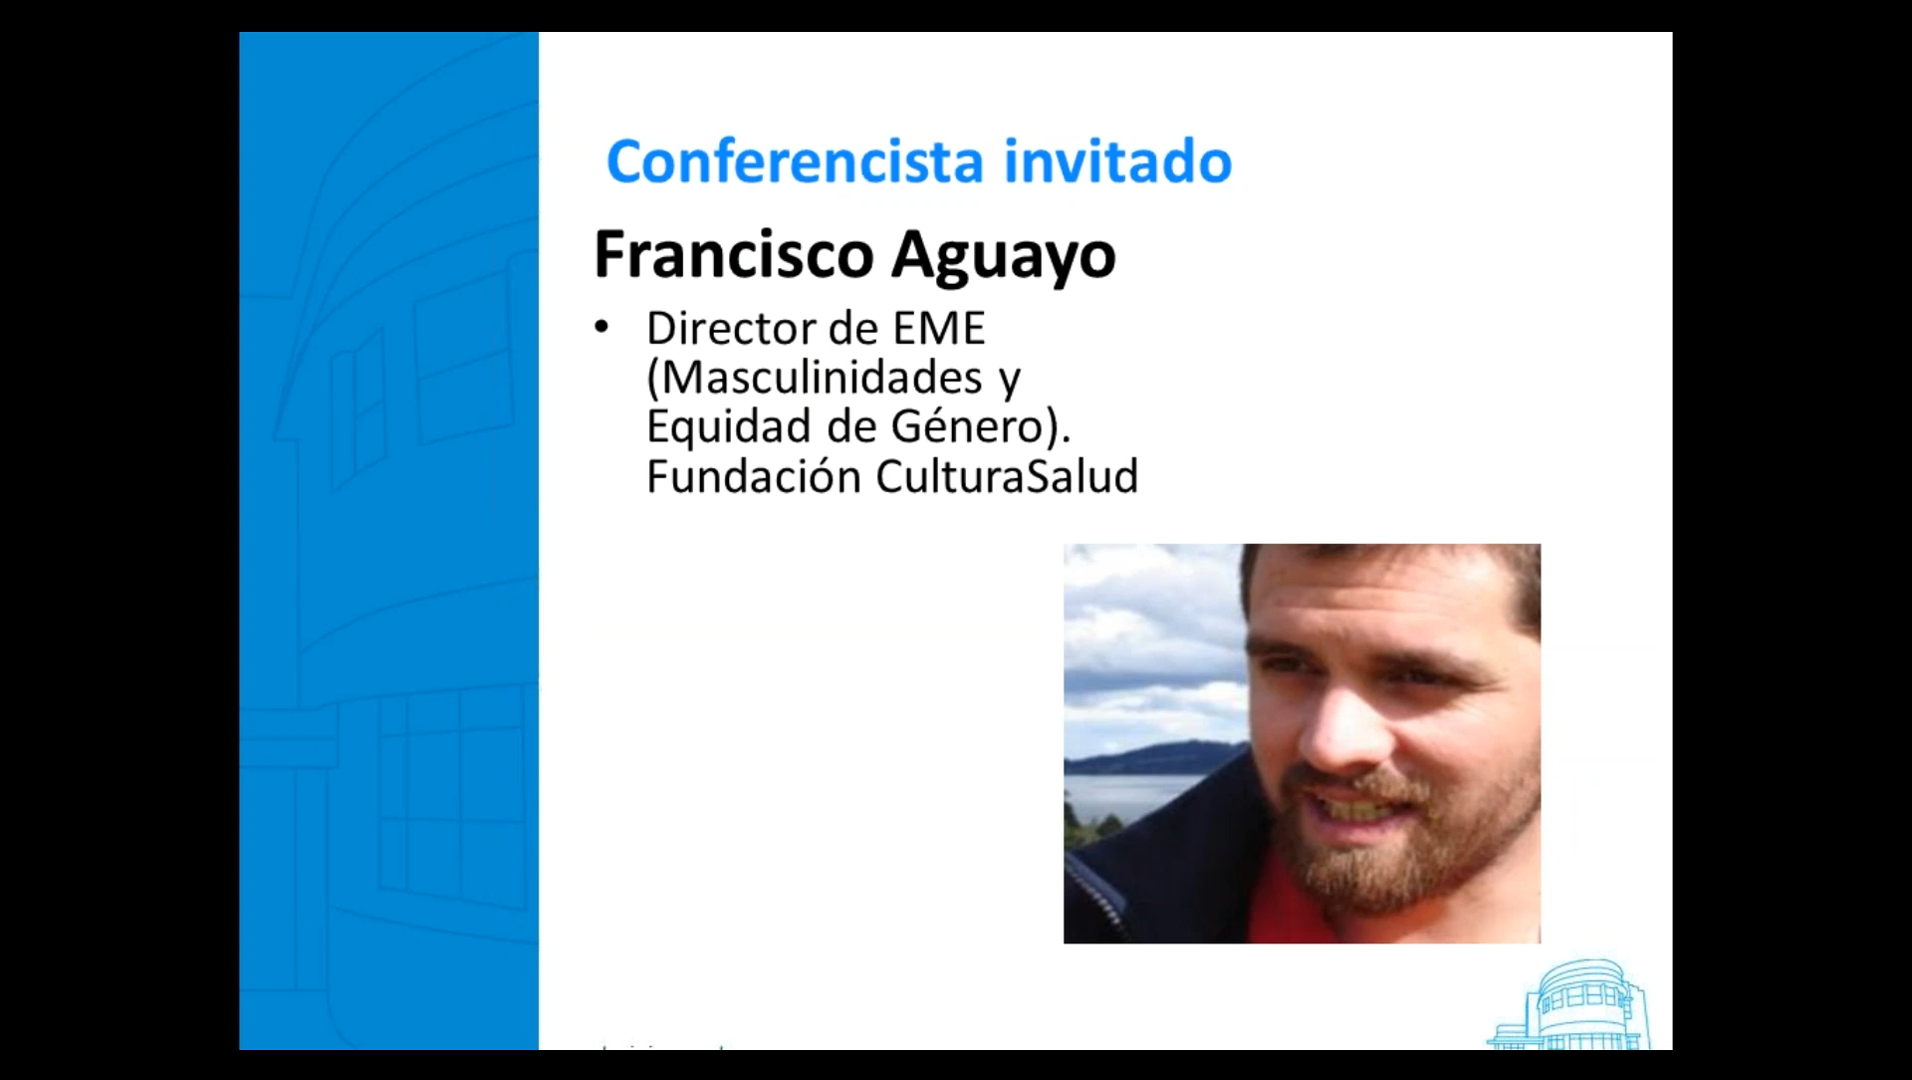 Conferencista invitado
Francisco Aguayo
• Director de EME
(Masculinidades y
Equidad de Género).
Fundación CulturaSalud